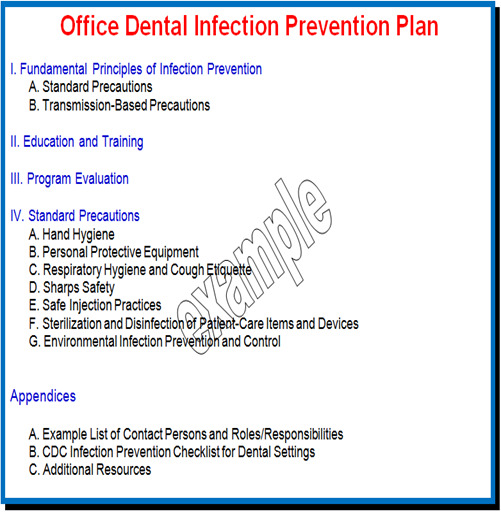 Office Dental Infection Prevention Plan
I. Fundamental Principles of Infection Prevention
A. Standard Precautions
B. Transmission-Based Precautions
II. Education and Training
III. Program Evaluation
IV. Standard Precautions
A. Hand Hygiene
B. Personal Protective Equipment
C. Respiratory Hygiene and Cough Etiquette
D. Sharps Safety
E. Safe Injection Practices
F. Sterilization and Disinfection of Patient-Care Items and Devices
G. Environmental Infection Prevention and Control
example
Appendices
A. Example List of Contact Persons and Roles/Responsibilities
B. CDC Infection Prevention Checklist for Dental Settings
C. Additional Resources